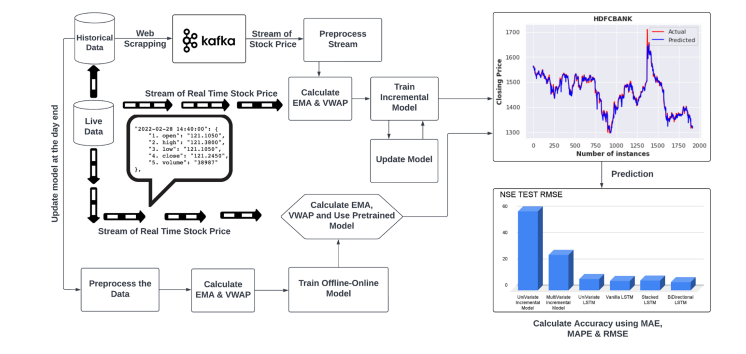 Historical
Data
Web
Scrapping
kafka
Stream of
Stock Price
Preprocess
Stream
Stream of Real Time Stock Price
Calculate
EMA & VWAP
Train
Incremental
Model
Update Model
Live
Data
"2022-02-28 14:40:00": {
"1. open": "121.1050",
"2. high": "121.3800",
"3. low": "121.1050",
"4. close": "121.2450",
"5. volume": "38987"
},
Update model at the day end
Stream of Real Time Stock Price
Calculate EMA,
VWAP and Use Pretrained
Model
Preprocess the
Data
Calculate
EMA & VWAP
Train Offline-Online
Model
HDFCBANK
Actual
Predicted
Closing Price
1700
1600
1500
1400
1300
0 250 500 750 1000 1250 1500 1750 2000
Number of instances
Prediction
NSE TEST RMSE
60
40
20
0
UniVariate
Incremental
Model
MultiVariate
Incremental
Model
UniVariate
LSTM
Vanilla LSTM
Stacked
LSTM
BiDirectional
LSTM
Calculate Accuracy using MAE,
MAPE & RMSE